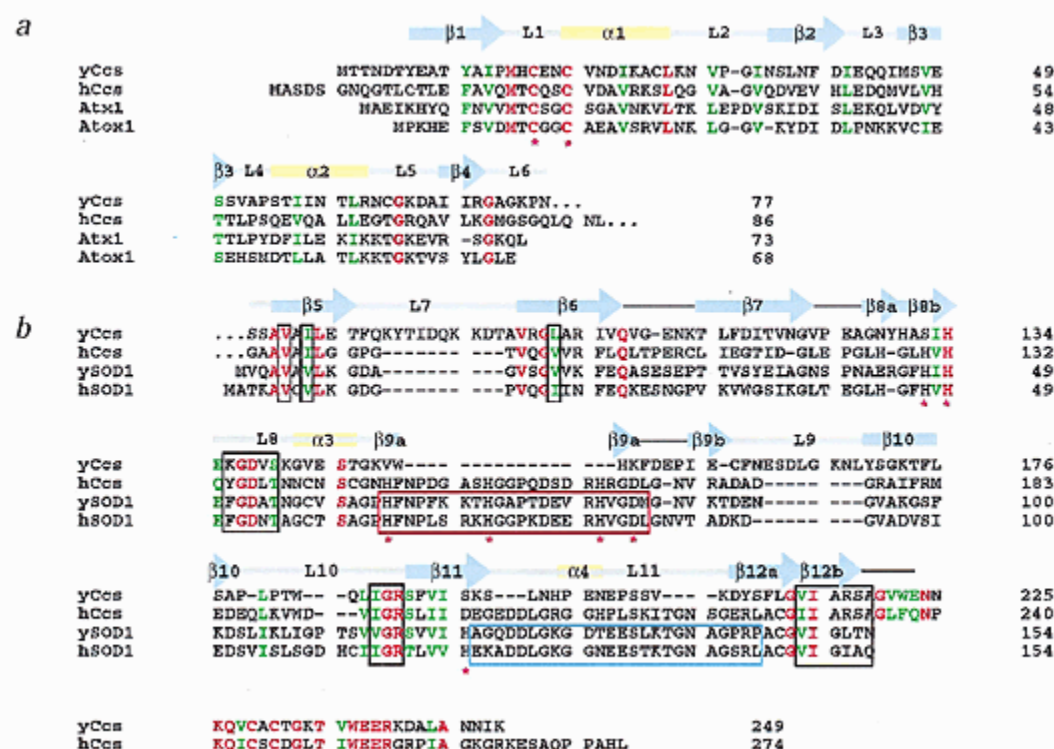 a
β1 L1 α1 L2 β2 L3 β3
yCcs MTTNDTYEAT YAIPMHCENC VNDIKACLKN VP-GINSLNF DIEQQIMSVE 49
hCcs MASDS GNQGTLCTLE FAVQMTCQSC VDAVRKSLQG VA-GVQDVEV HLEDQMVLVH 54
Atx1 MAEIKHYQ FNVVMTCSGC SGAVNKVLTK LEPDVSKIDI SLEKQLVDVY 48
Atox1 MPKHE FSVDMTCGGC AEAVSRVLNK LG-GV-KYDI DLPNKKVCIE 43
* *
β3 L4 α2 L5 β4 L6
yCcs SSVAPSTIIN TLRNCGKDAI IRGAGKPN... 77
hCcs TTLPSQEVQA LLEGTGRQAV LKGMGSGQLQ NL... 86
Atx1 TTLPYDFILE KIKKTGKEVR -SGKQL 73
Atox1 SEHSMDTLLA TLKKTGKTVS YLGLE 68
b
β5 L7 β6 β7 β8a β8b
yCcs ...SSAVAILE TFQKYTIDQK KDTAVRGLAR IVQVG-ENKT LFDITVNGVP EAGNYHASIH 134
hCcs ...GAAVAILG GPG------- ---TVQGVVR FLQLTPERCL IEGTID-GLE PGLH-GLHVH 132
ySOD1 MVQAVAVLK GDA------- ---GVSGVVK FEQASESEPT TVSYEIAGNS PNAERGFHIH 49
hSOD1 MATKAVCVLK GDG------- ---PVQGIIN FEQKESNGPV KVWGSIKGLT EGLH-GFHVH 49
* *
L8 α3 β9a β9a β9b L9 β10
yCcs EKGDVSKGVE STGKVW---- ---------- HKFDEPI E-CFNESDLG KNLYSGKTFL 176
hCcs QYGDLTNNCN SCGNHFNPDG ASHGGPQDSD RHRGDLG-NV RADAD----- ---GRAIFRM 183
ySOD1 EFGDATNGCV SAGPHFNPFK KTHGAPTDEV RHVGDMG-NV KTDEN----- ---GVAKGSF 100
hSOD1 EFGDNTAGCT SAGPHFNPLS RKHGGPKDEE RHVGDLGNVT ADKD------ ---GVADVSI 100
* * * *
β10 L10 β11 α4 L11 β12a β12b
yCcs SAP-LPTW-- QLIGRSFVI SKS---LNHP ENEPSSV--- --KDYSFLGVI ARSAGVWENN 225
hCcs EDEQLKVWD- --VIGRSLII DEGEDDLGRG GHPLSKITGN SGERLACGII ARSAGLFQNP 240
ySOD1 KDSLIKLIGP TSVVGRSVVI HAGQDDLGKG DTEESLKTGN AGPRPACGVI GLTN 154
hSOD1 EDSVISLSGD HCIIGRTLVV HEKADDLGKG GNEESTKTGN AGSRLACGVI GIAQ 154
*
yCcs KQVCACTGKT VWEERKDALA NNIK 249
hCcs KQICSCDGLT IWEERGRPIA GKGRKESAQP PAHL 274